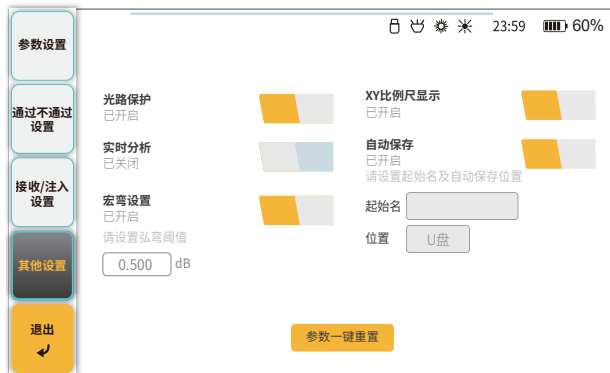 23:59 60%
参数设置
通过不通过
设置
接收/注入
设置
其他设置
退出
光路保护
已开启
实时分析
已关闭
宏弯设置
已开启
请设置弘弯阈值
0.500 dB
XY比例尺显示
已开启
自动保存
已开启
请设置起始名及自动保存位置
起始名
位置 U盘
参数一键重置